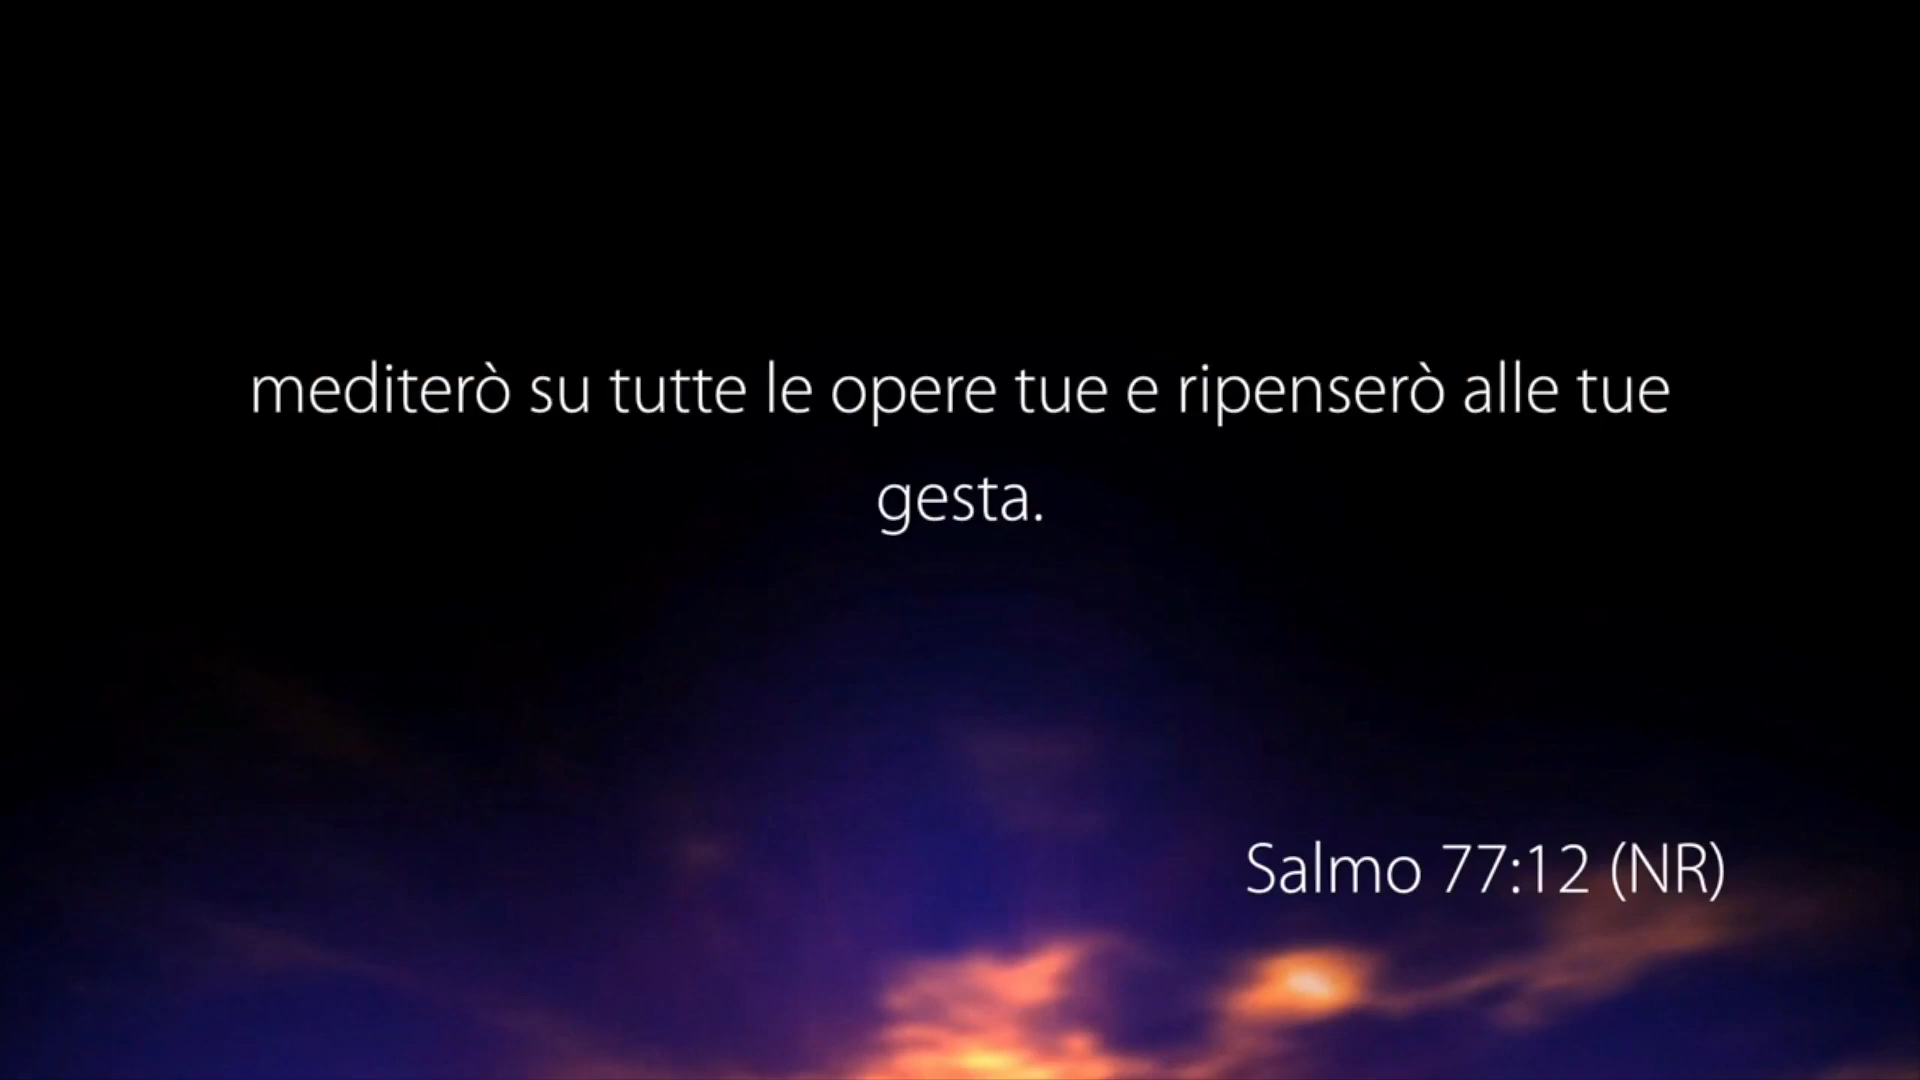 mediterò su tutte le opere tue e ripenserò alle tue
gesta.
Salmo 77:12 (NR)